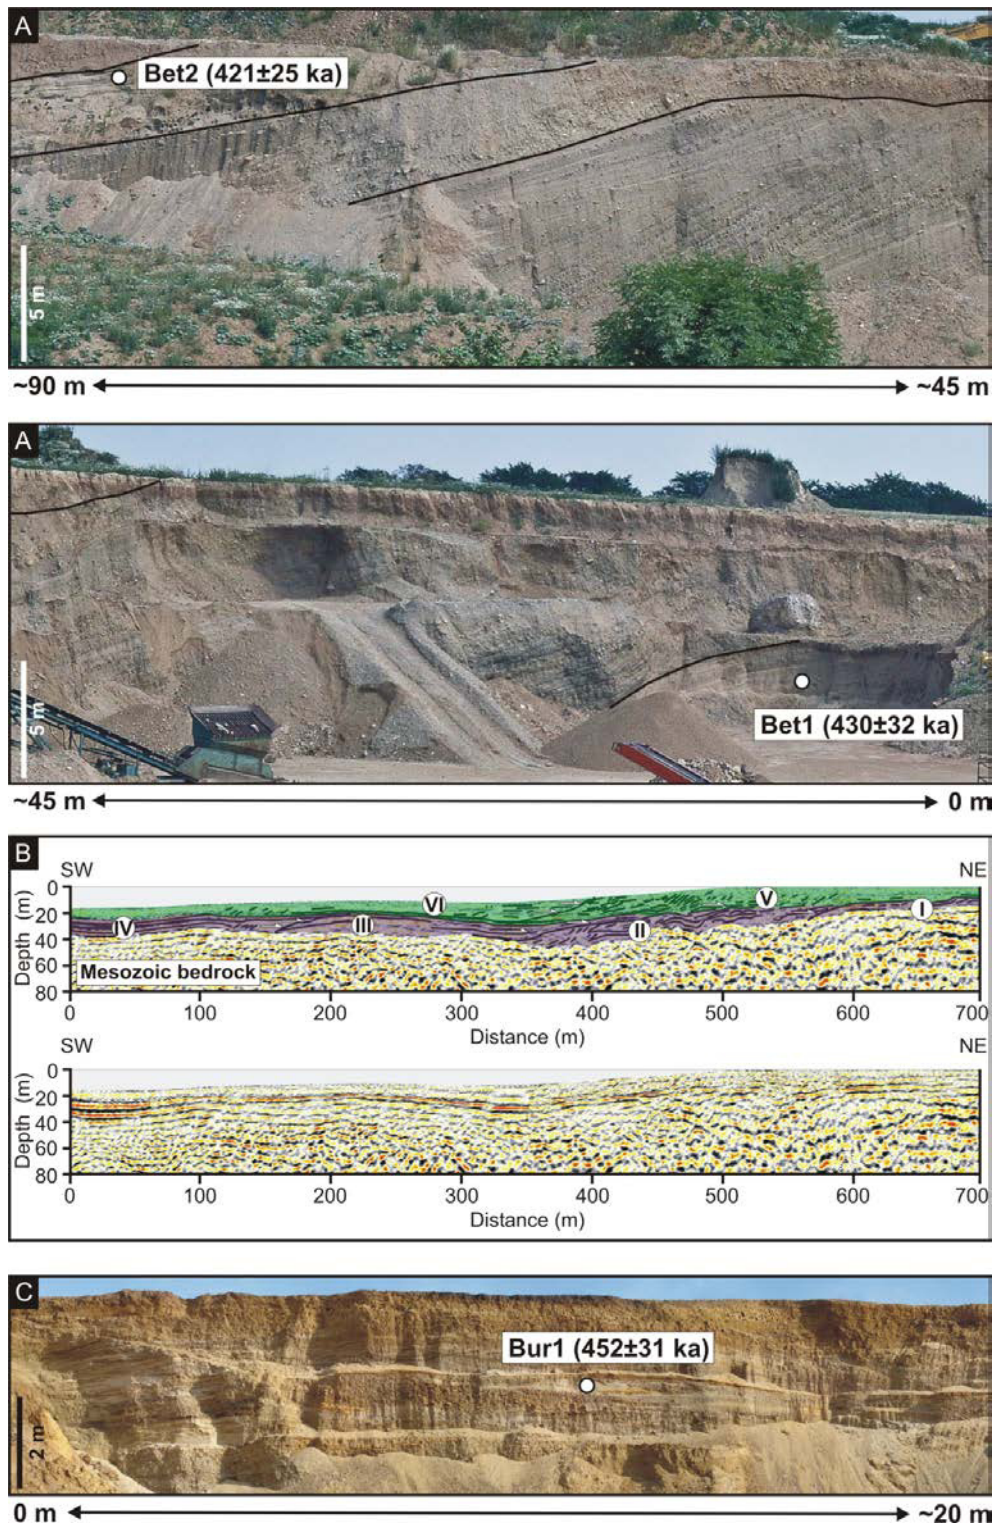 A
Bet2 (421±25 ka)
5 m
~90 m
~45 m
A
5 m
Bet1 (430±32 ka)
~45 m
0 m
B
SW
NE
0
20
40
60
80
Depth (m)
IV
III
VI
II
V
I
Mesozoic bedrock
0 100 200 300 400 500 600 700
Distance (m)
SW
NE
0
20
40
60
80
Depth (m)
0 100 200 300 400 500 600 700
Distance (m)
C
Bur1 (452±31 ka)
2 m
0 m
~20 m